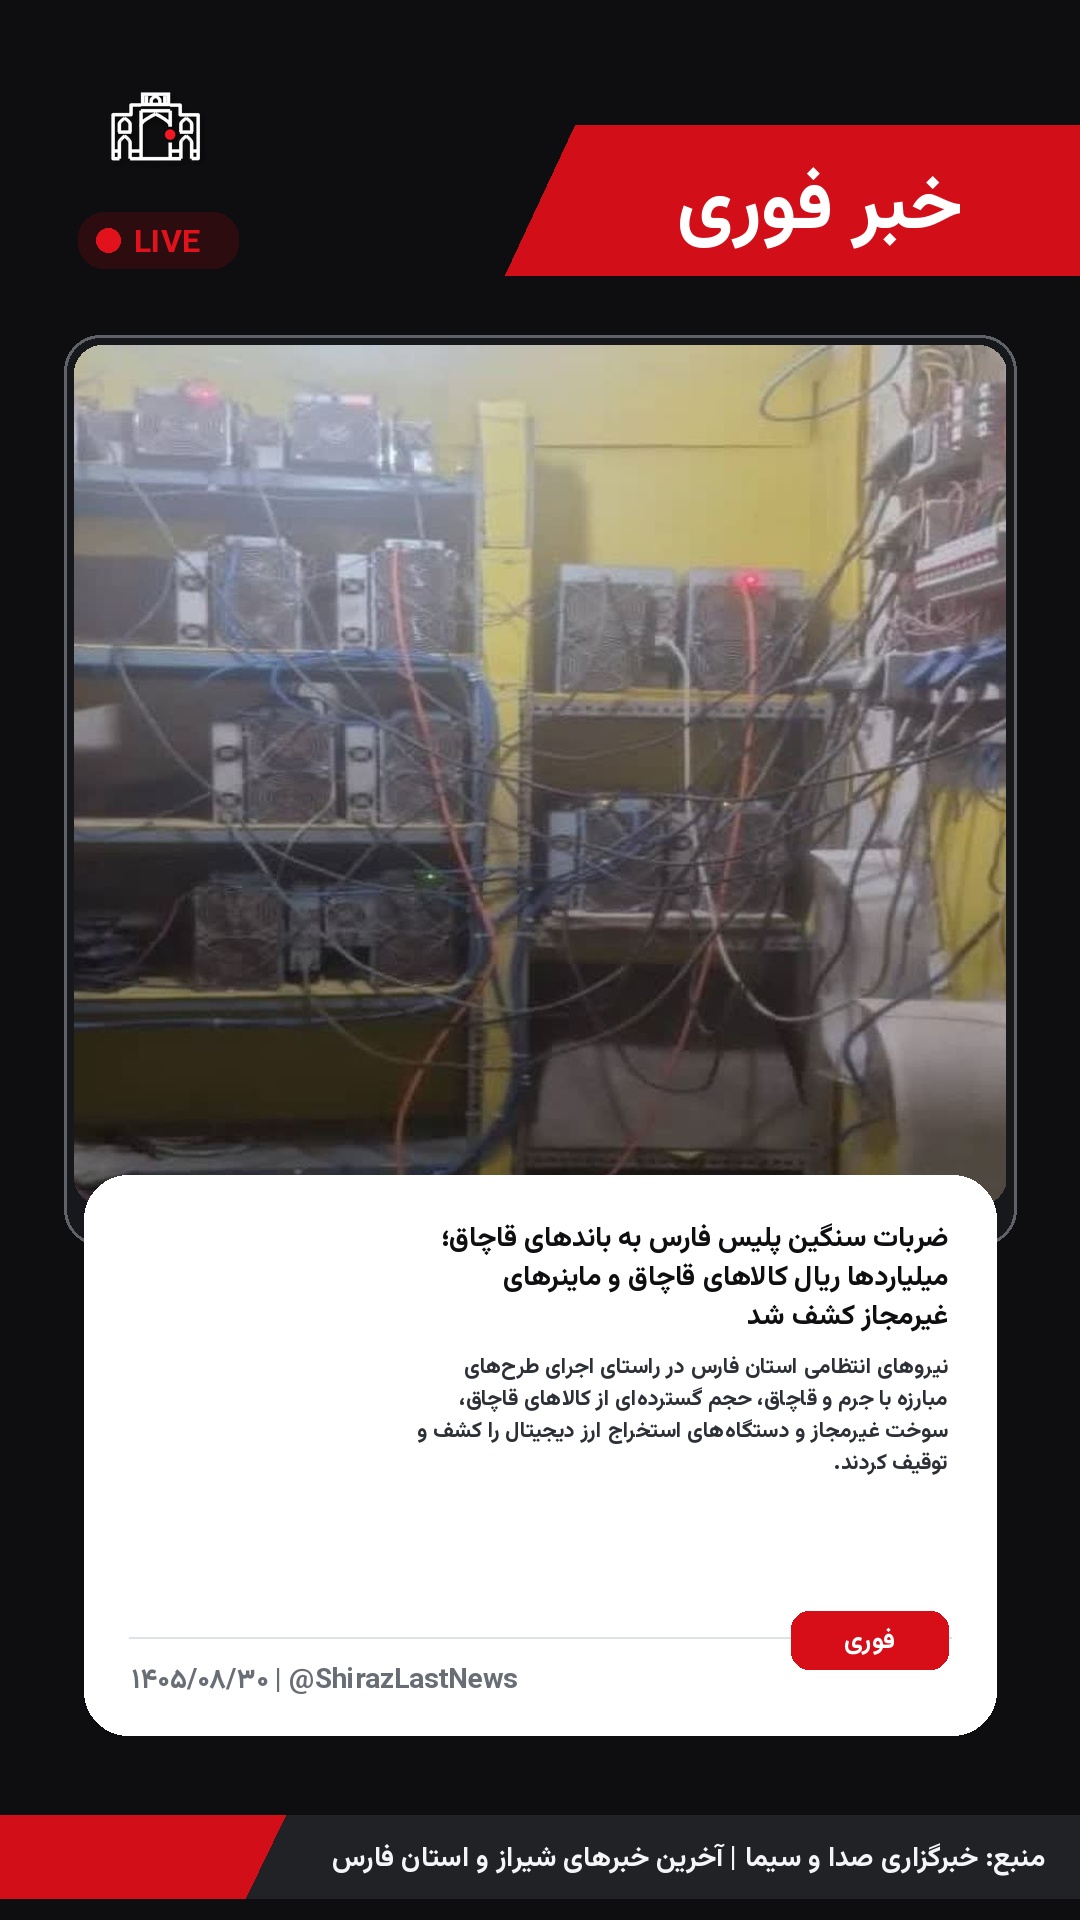 خبر فوری
LIVE
ضربات سنگین پلیس فارس به باندهای قاچاق؛
میلیاردها ریال کالاهای قاچاق و ماینرهای
غیرمجاز کشف شد
نیروهای انتظامی استان فارس در راستای اجرای طرح‌های
مبارزه با جرم و قاچاق، حجم گسترده‌ای از کالاهای قاچاق،
سوخت غیرمجاز و دستگاه‌های استخراج ارز دیجیتال را کشف و
توقیف کردند.
فوری
۱۴۰۵/۰۸/۳۰ | @ShirazLastNews
منبع: خبرگزاری صدا و سیما | آخرین خبرهای شیراز و استان فارس